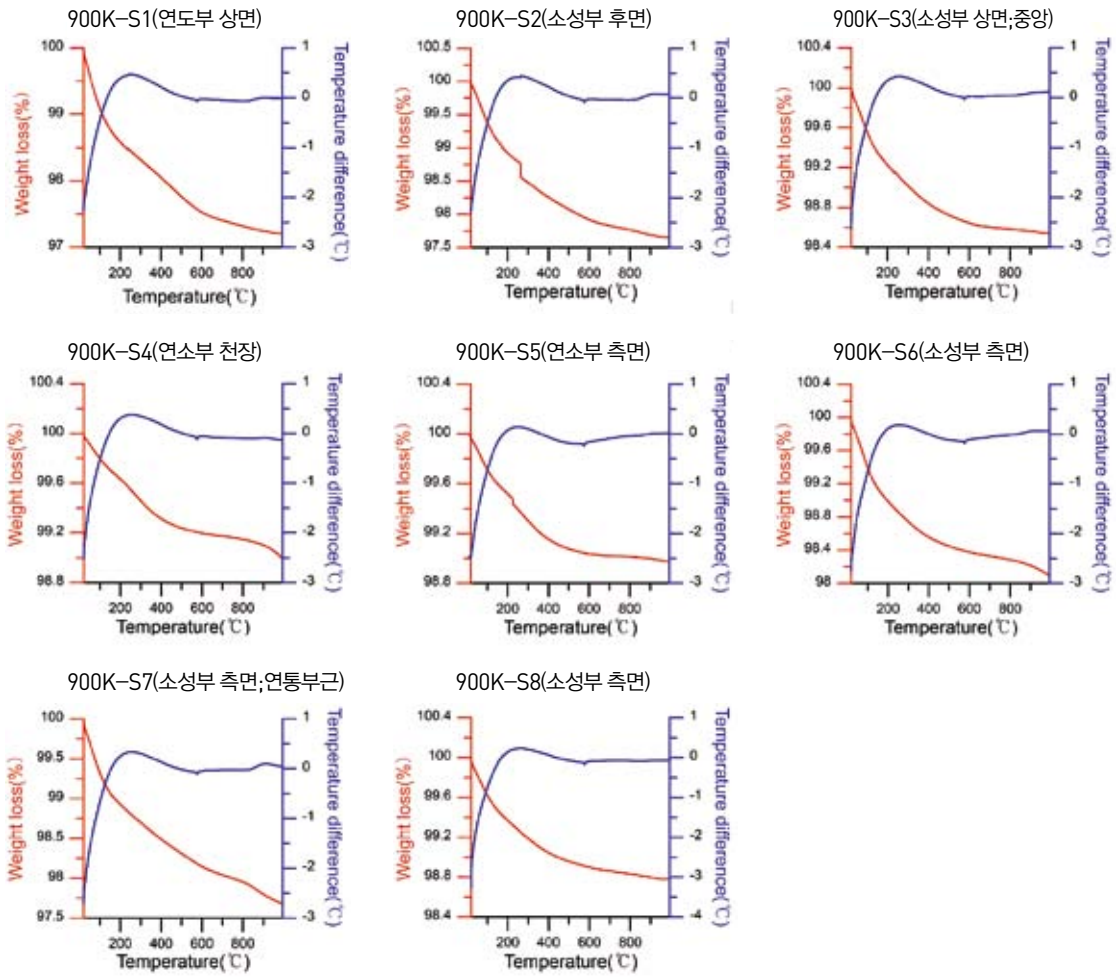 900K-S1(연도부 상면)
100
99
98
97
Weight loss(%)
1
0
-1
-2
-3
Temperature difference(℃)
200 400 600 800
Temperature(℃)
900K-S2(소성부 후면)
100.5
100
99.5
99
98.5
98
97.5
Weight loss(%)
1
0
-1
-2
-3
Temperature difference(℃)
200 400 600 800
Temperature(℃)
900K-S3(소성부 상면;중앙)
100.4
100
99.6
99.2
98.8
98.4
Weight loss(%)
1
0
-1
-2
-3
Temperature difference(℃)
200 400 600 800
Temperature(℃)
900K-S4(연소부 천장)
100.4
100
99.6
99.2
98.8
Weight loss(%)
1
0
-1
-2
-3
Temperature difference(℃)
200 400 600 800
Temperature(℃)
900K-S5(연소부 측면)
100.4
100
99.6
99.2
98.8
Weight loss(%)
1
0
-1
-2
-3
Temperature difference(℃)
200 400 600 800
Temperature(℃)
900K-S6(소성부 측면)
100.4
100
99.6
99.2
98.8
98.4
98
Weight loss(%)
1
0
-1
-2
-3
Temperature difference(℃)
200 400 600 800
Temperature(℃)
900K-S7(소성부 측면;연통부근)
100
99.5
99
98.5
98
97.5
Weight loss(%)
1
0
-1
-2
-3
Temperature difference(℃)
200 400 600 800
Temperature(℃)
900K-S8(소성부 측면)
100.4
100
99.6
99.2
98.8
98.4
Weight loss(%)
1
0
-1
-2
-3
-4
Temperature difference(℃)
200 400 600 800
Temperature(℃)